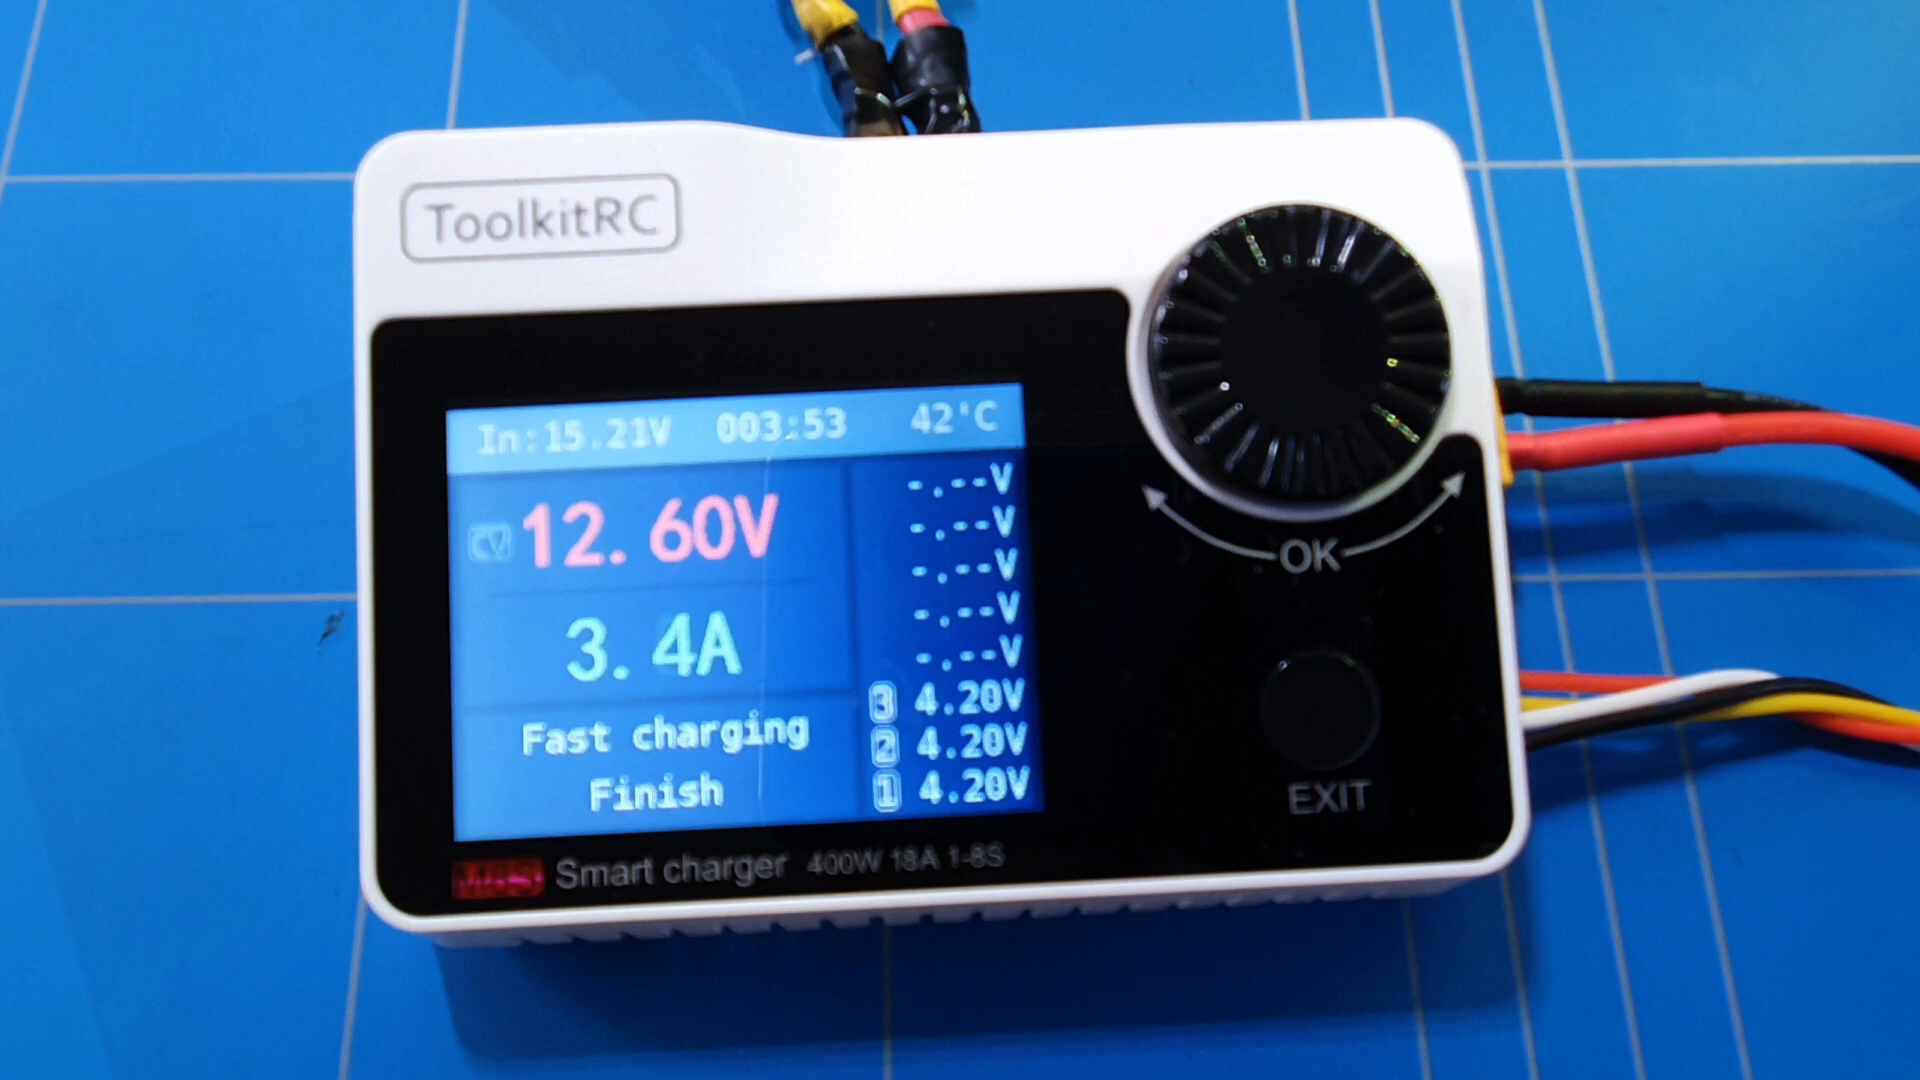 ToolkitRC
In:15.21V 003:53 42'C
CV 12.60V
3.4A
Fast charging
Finish
-.--V
-.--V
-.--V
-.--V
-.--V
3 4.20V
2 4.20V
1 4.20V
OK
EXIT
Smart charger 400W 18A 1-8S